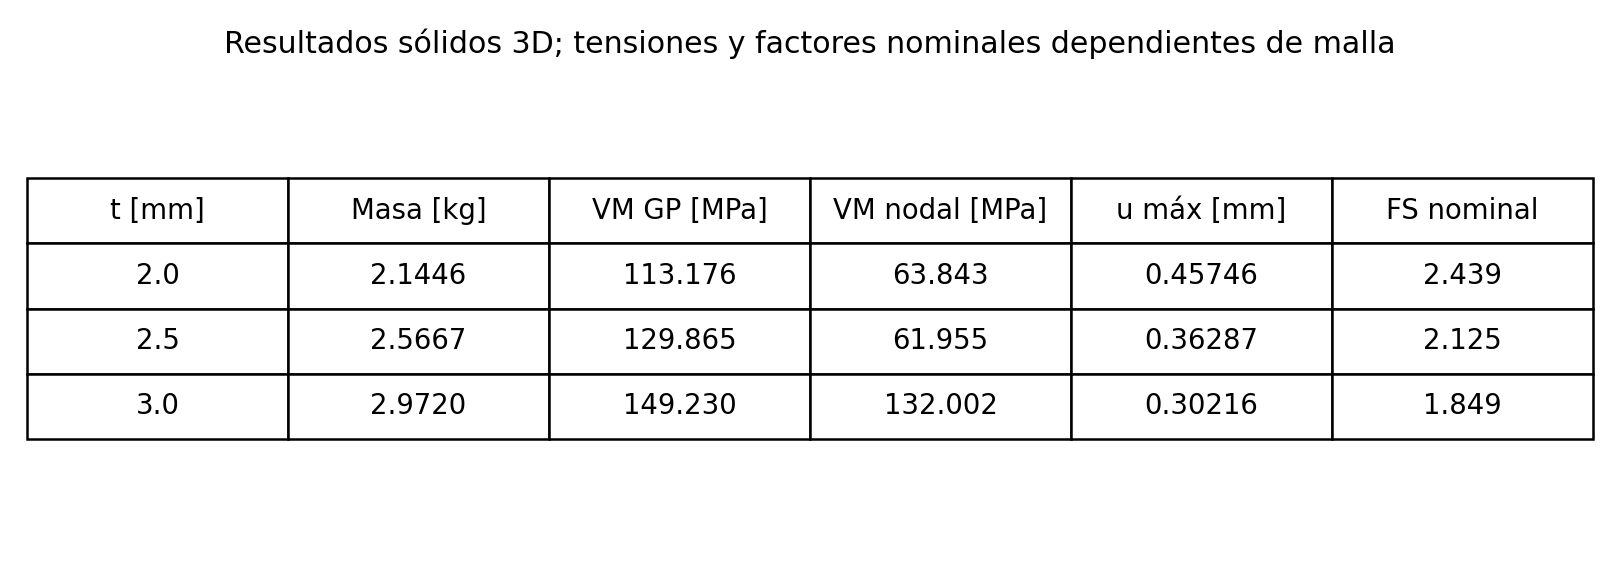 Resultados sólidos 3D; tensiones y factores nominales dependientes de malla
t [mm] Masa [kg] VM GP [MPa] VM nodal [MPa] u máx [mm] FS nominal
2.0 2.1446 113.176 63.843 0.45746 2.439
2.5 2.5667 129.865 61.955 0.36287 2.125
3.0 2.9720 149.230 132.002 0.30216 1.849